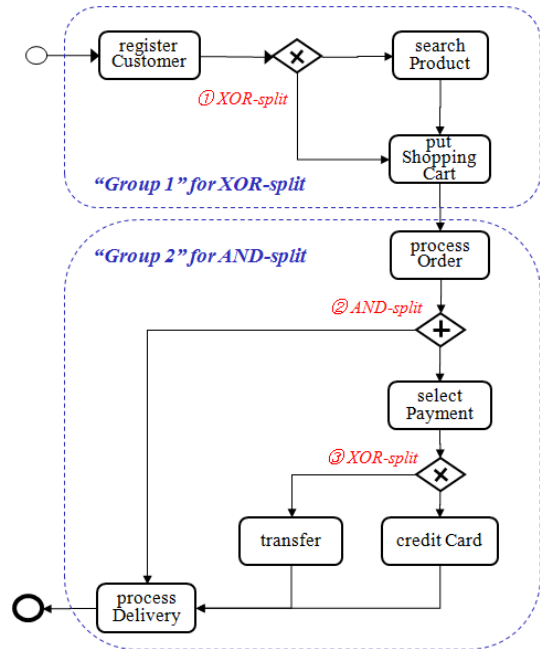 register
Customer
search
Product
① XOR-split
put
Shopping
Cart
“Group 1” for XOR-split
process
Order
“Group 2” for AND-split
② AND-split
select
Payment
③ XOR-split
transfer
credit Card
process
Delivery